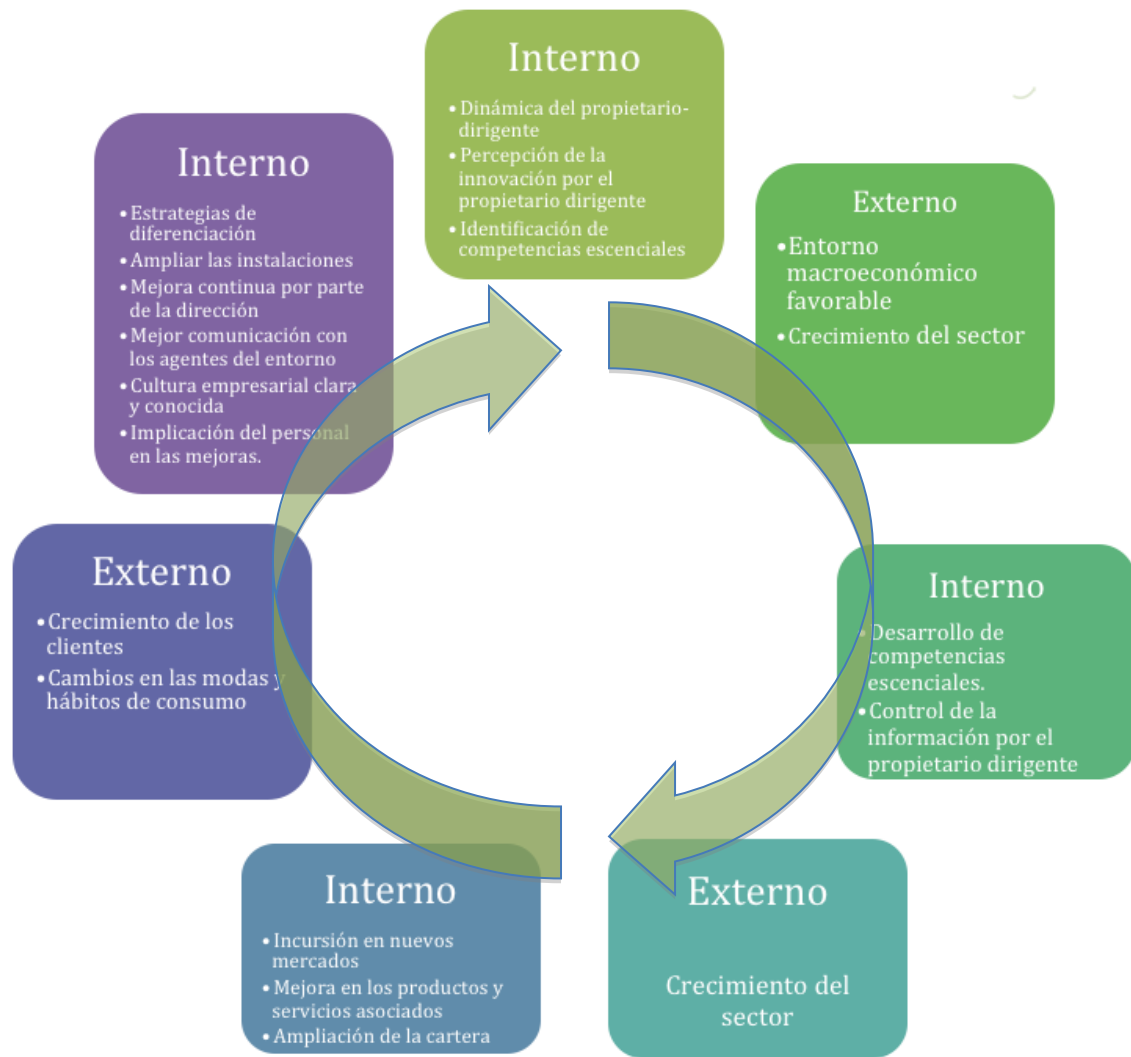 Interno
•Dinámica del propietario-
dirigente
•Percepción de la
innovación por el
propietario dirigente
•Identificación de
competencias escenciales
Externo
•Entorno
macroeconómico
favorable
•Crecimiento del sector
Interno
•Desarrollo de
competencias
escenciales.
•Control de la
información por el
propietario dirigente
Externo
Crecimiento del
sector
Interno
•Incursión en nuevos
mercados
•Mejora en los productos y
servicios asociados
•Ampliación de la cartera
Externo
•Crecimiento de los
clientes
•Cambios en las modas y
hábitos de consumo
Interno
•Estrategias de
diferenciación
•Ampliar las instalaciones
•Mejora continua por parte
de la dirección
•Mejor comunicación con
los agentes del entorno
•Cultura empresarial clara
y conocida
•Implicación del personal
en las mejoras.